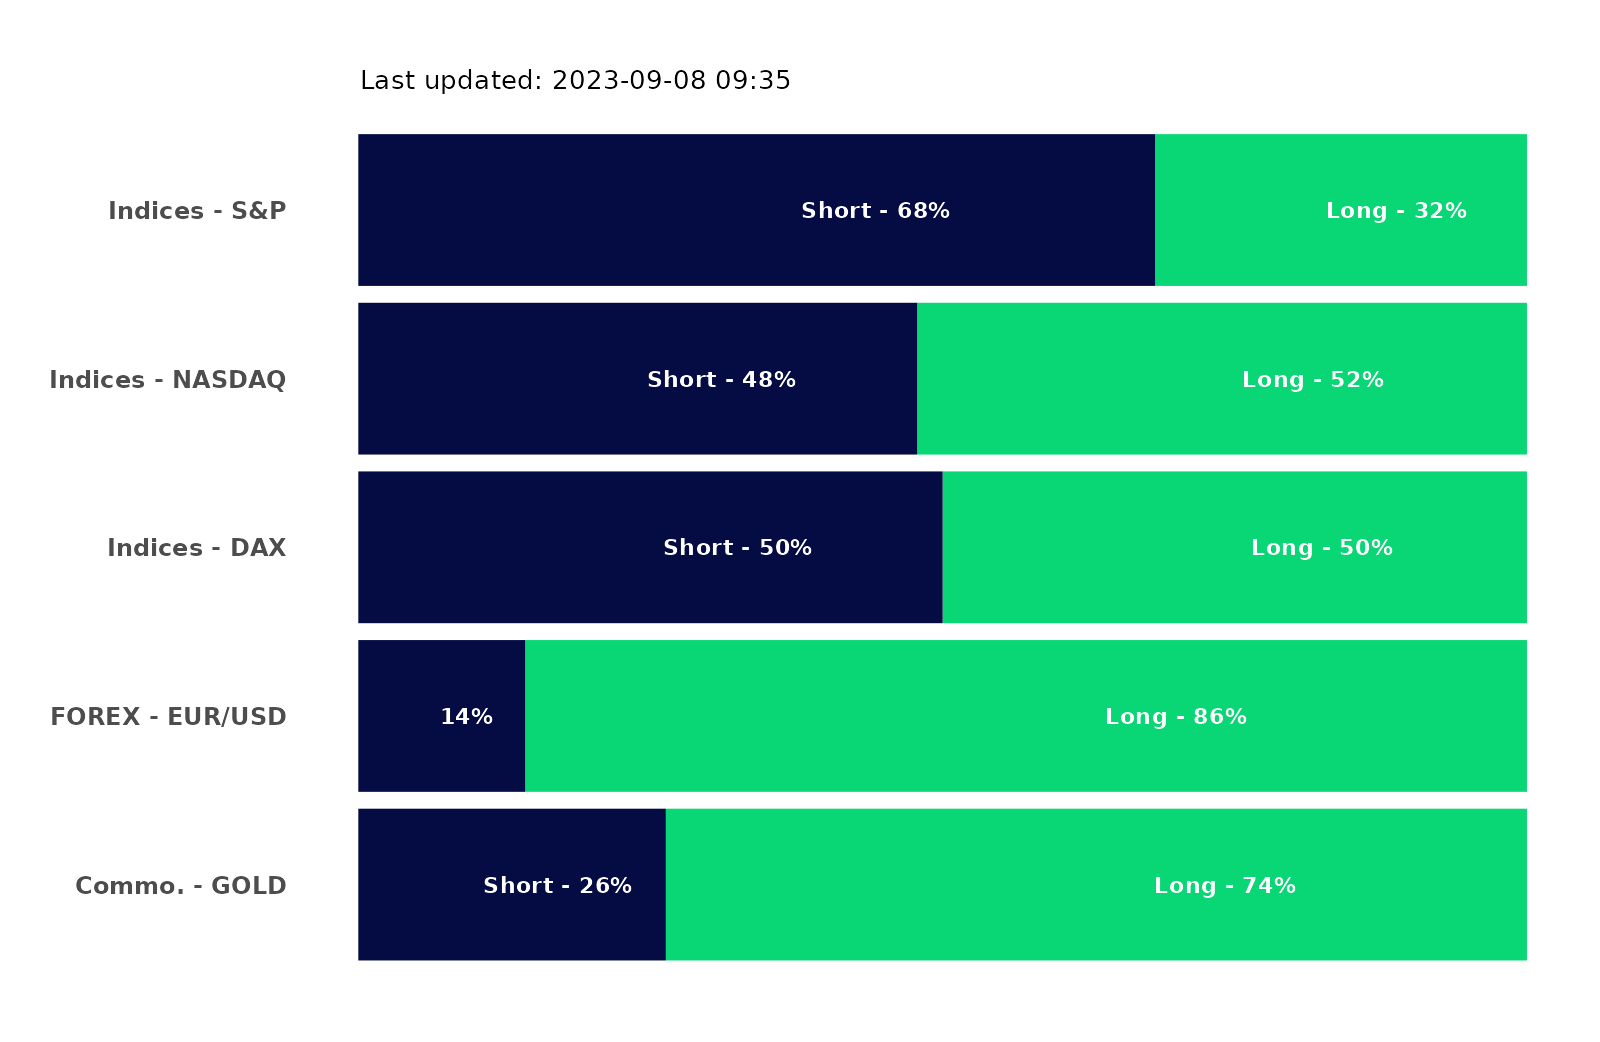 Last updated: 2023-09-08 09:35
Indices - S&P Short - 68% Long - 32%
Indices - NASDAQ Short - 48% Long - 52%
Indices - DAX Short - 50% Long - 50%
FOREX - EUR/USD 14% Long - 86%
Commo. - GOLD Short - 26% Long - 74%